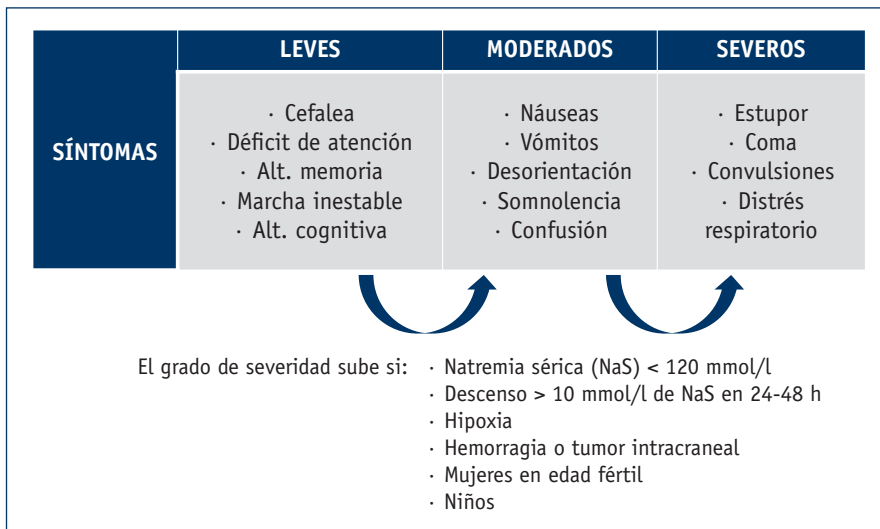 LEVES
MODERADOS
SEVEROS
SÍNTOMAS
· Cefalea
· Déficit de atención
· Alt. memoria
· Marcha inestable
· Alt. cognitiva
· Náuseas
· Vómitos
· Desorientación
· Somnolencia
· Confusión
· Estupor
· Coma
· Convulsiones
· Distrés
respiratorio
El grado de severidad sube si:
· Natremia sérica (NaS) < 120 mmol/l
· Descenso > 10 mmol/l de NaS en 24-48 h
· Hipoxia
· Hemorragia o tumor intracraneal
· Mujeres en edad fértil
· Niños